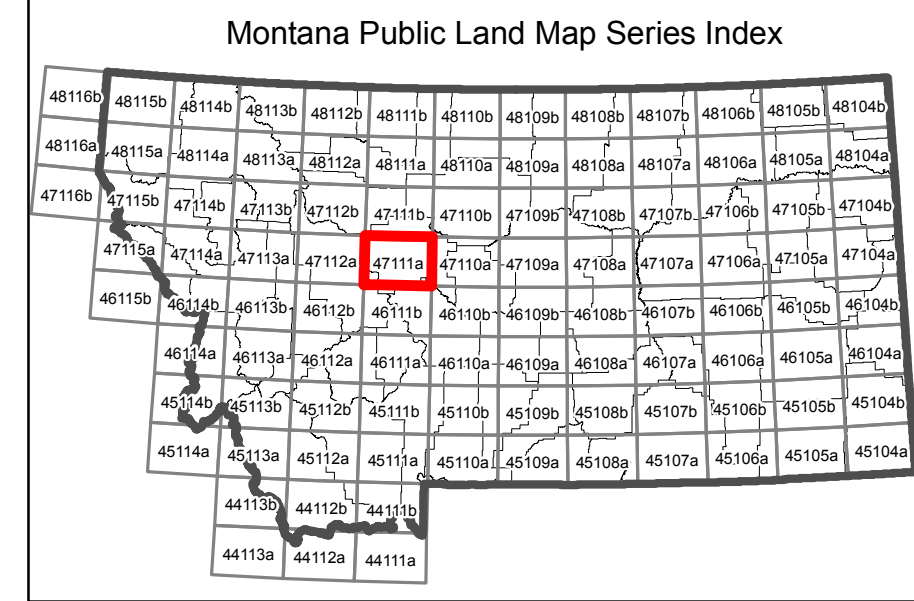 Montana Public Land Map Series Index
48116b 48115b 48114b 48113b 48112b 48111b 48110b 48109b 48108b 48107b 48106b 48105b 48104b
48116a 48115a 48114a 48113a 48112a 48111a 48110a 48109a 48108a 48107a 48106a 48105a 48104a
47116b 47115b 47114b 47113b 47112b 47111b 47110b 47109b 47108b 47107b 47106b 47105b 47104b
47115a 47114a 47113a 47112a 47111a 47110a 47109a 47108a 47107a 47106a 47105a 47104a
46115b 46114b 46113b 46112b 46111b 46110b 46109b 46108b 46107b 46106b 46105b 46104b
46114a 46113a 46112a 46111a 46110a 46109a 46108a 46107a 46106a 46105a 46104a
45114b 45113b 45112b 45111b 45110b 45109b 45108b 45107b 45106b 45105b 45104b
45114a 45113a 45112a 45111a 45110a 45109a 45108a 45107a 45106a 45105a 45104a
44113b 44112b 44111b
44113a 44112a 44111a